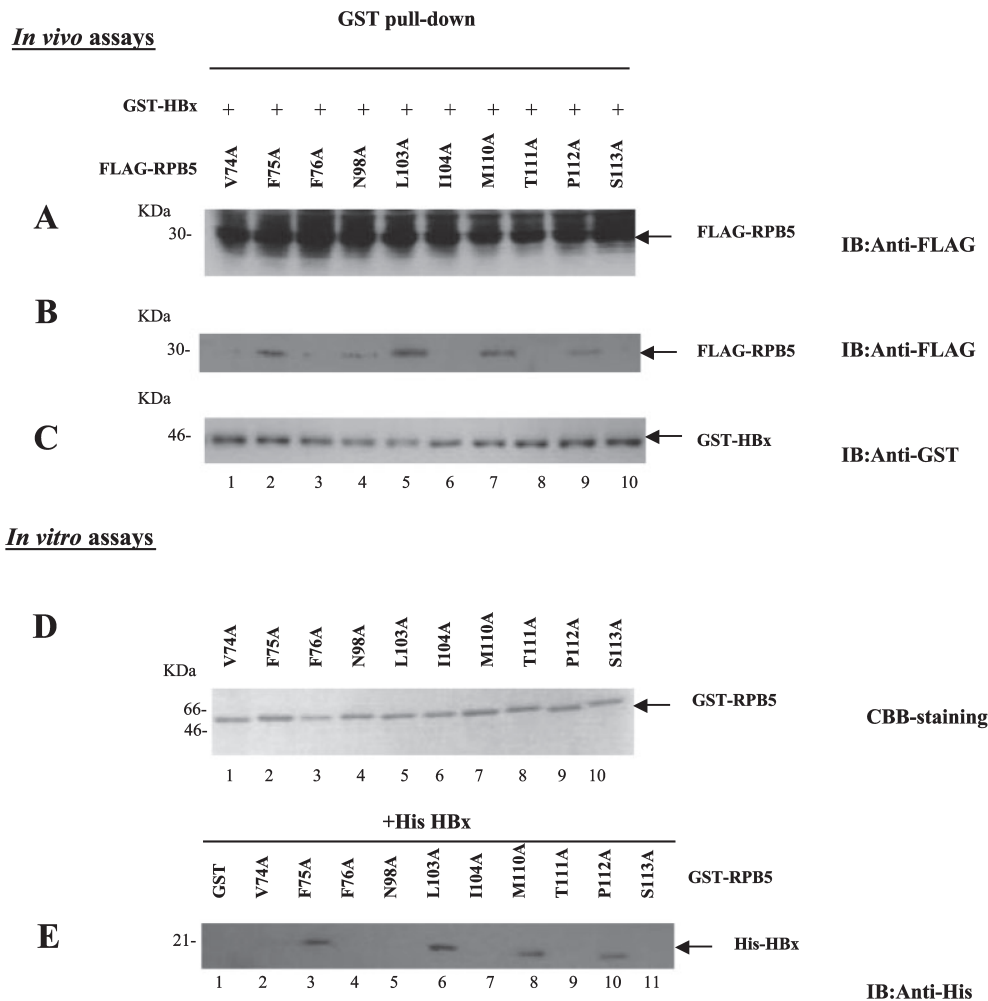 GST pull-down
In vivo assays
GST-HBx + + + + + + + + + +
FLAG-RPB5 V74A F75A F76A N98A L103A I104A M110A T111A P112A S113A
A
KDa
30-
FLAG-RPB5
IB:Anti-FLAG
B
KDa
30-
FLAG-RPB5
IB:Anti-FLAG
KDa
C
46-
GST-HBx
IB:Anti-GST
1 2 3 4 5 6 7 8 9 10
In vitro assays
D
V74A F75A F76A N98A L103A I104A M110A T111A P112A S113A
KDa
66-
46-
GST-RPB5
CBB-staining
1 2 3 4 5 6 7 8 9 10
+His HBx
GST V74A F75A F76A N98A L103A I104A M110A T111A P112A S113A
GST-RPB5
E
21-
His-HBx
1 2 3 4 5 6 7 8 9 10 11
IB:Anti-His